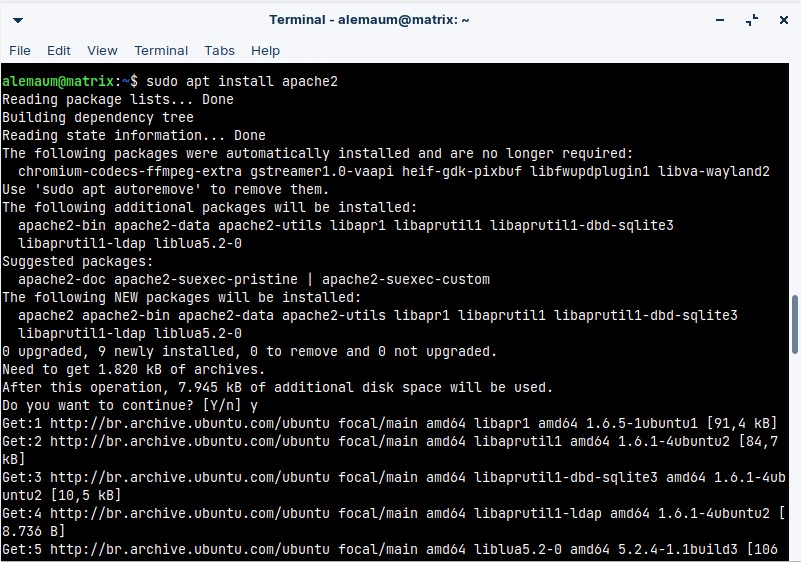 Terminal - alemaum@matrix: ~
File Edit View Terminal Tabs Help
alemaum@matrix:~$ sudo apt install apache2
Reading package lists... Done
Building dependency tree
Reading state information... Done
The following packages were automatically installed and are no longer required:
  chromium-codecs-ffmpeg-extra gstreamer1.0-vaapi heif-gdk-pixbuf libfwupdplugin1 libva-wayland2
Use 'sudo apt autoremove' to remove them.
The following additional packages will be installed:
  apache2-bin apache2-data apache2-utils libapr1 libaprutil1 libaprutil1-dbd-sqlite3
  libaprutil1-ldap liblua5.2-0
Suggested packages:
  apache2-doc apache2-suexec-pristine | apache2-suexec-custom
The following NEW packages will be installed:
  apache2 apache2-bin apache2-data apache2-utils libapr1 libaprutil1 libaprutil1-dbd-sqlite3
  libaprutil1-ldap liblua5.2-0
0 upgraded, 9 newly installed, 0 to remove and 0 not upgraded.
Need to get 1.820 kB of archives.
After this operation, 7.945 kB of additional disk space will be used.
Do you want to continue? [Y/n] y
Get:1 http://br.archive.ubuntu.com/ubuntu focal/main amd64 libapr1 amd64 1.6.5-1ubuntu1 [91,4 kB]
Get:2 http://br.archive.ubuntu.com/ubuntu focal/main amd64 libaprutil1 amd64 1.6.1-4ubuntu2 [84,7
kB]
Get:3 http://br.archive.ubuntu.com/ubuntu focal/main amd64 libaprutil1-dbd-sqlite3 amd64 1.6.1-4ub
untu2 [10,5 kB]
Get:4 http://br.archive.ubuntu.com/ubuntu focal/main amd64 libaprutil1-ldap amd64 1.6.1-4ubuntu2 [
8.736 B]
Get:5 http://br.archive.ubuntu.com/ubuntu focal/main amd64 liblua5.2-0 amd64 5.2.4-1.1build3 [106